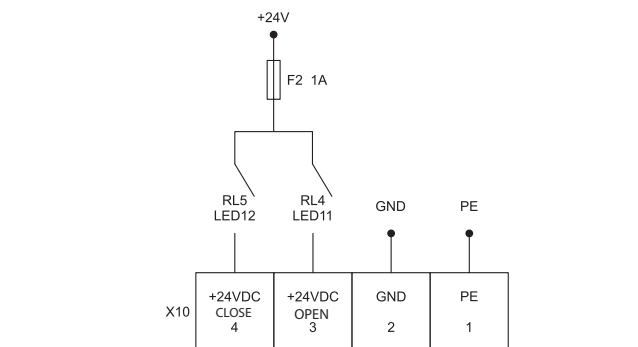 +24V
F2 1A
RL5
LED12
RL4
LED11
GND
PE
X10
+24VDC
CLOSE
4
+24VDC
OPEN
3
GND
2
PE
1